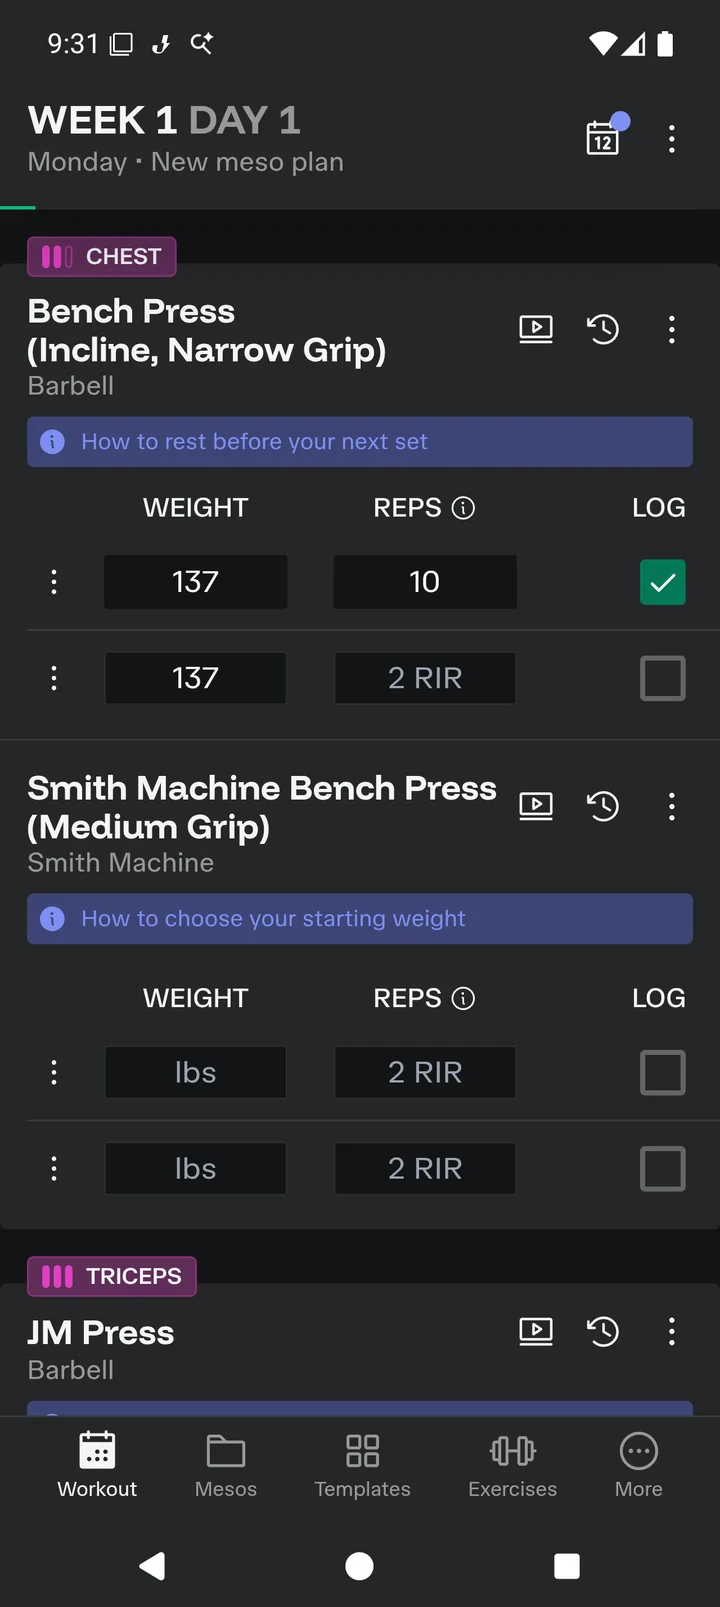 9:31
WEEK 1 DAY 1
Monday · New meso plan
12
CHEST
Bench Press
(Incline, Narrow Grip)
Barbell
How to rest before your next set
WEIGHT REPS LOG
137 10
137 2 RIR
Smith Machine Bench Press
(Medium Grip)
Smith Machine
How to choose your starting weight
WEIGHT REPS LOG
lbs 2 RIR
lbs 2 RIR
TRICEPS
JM Press
Barbell
Workout Mesos Templates Exercises More